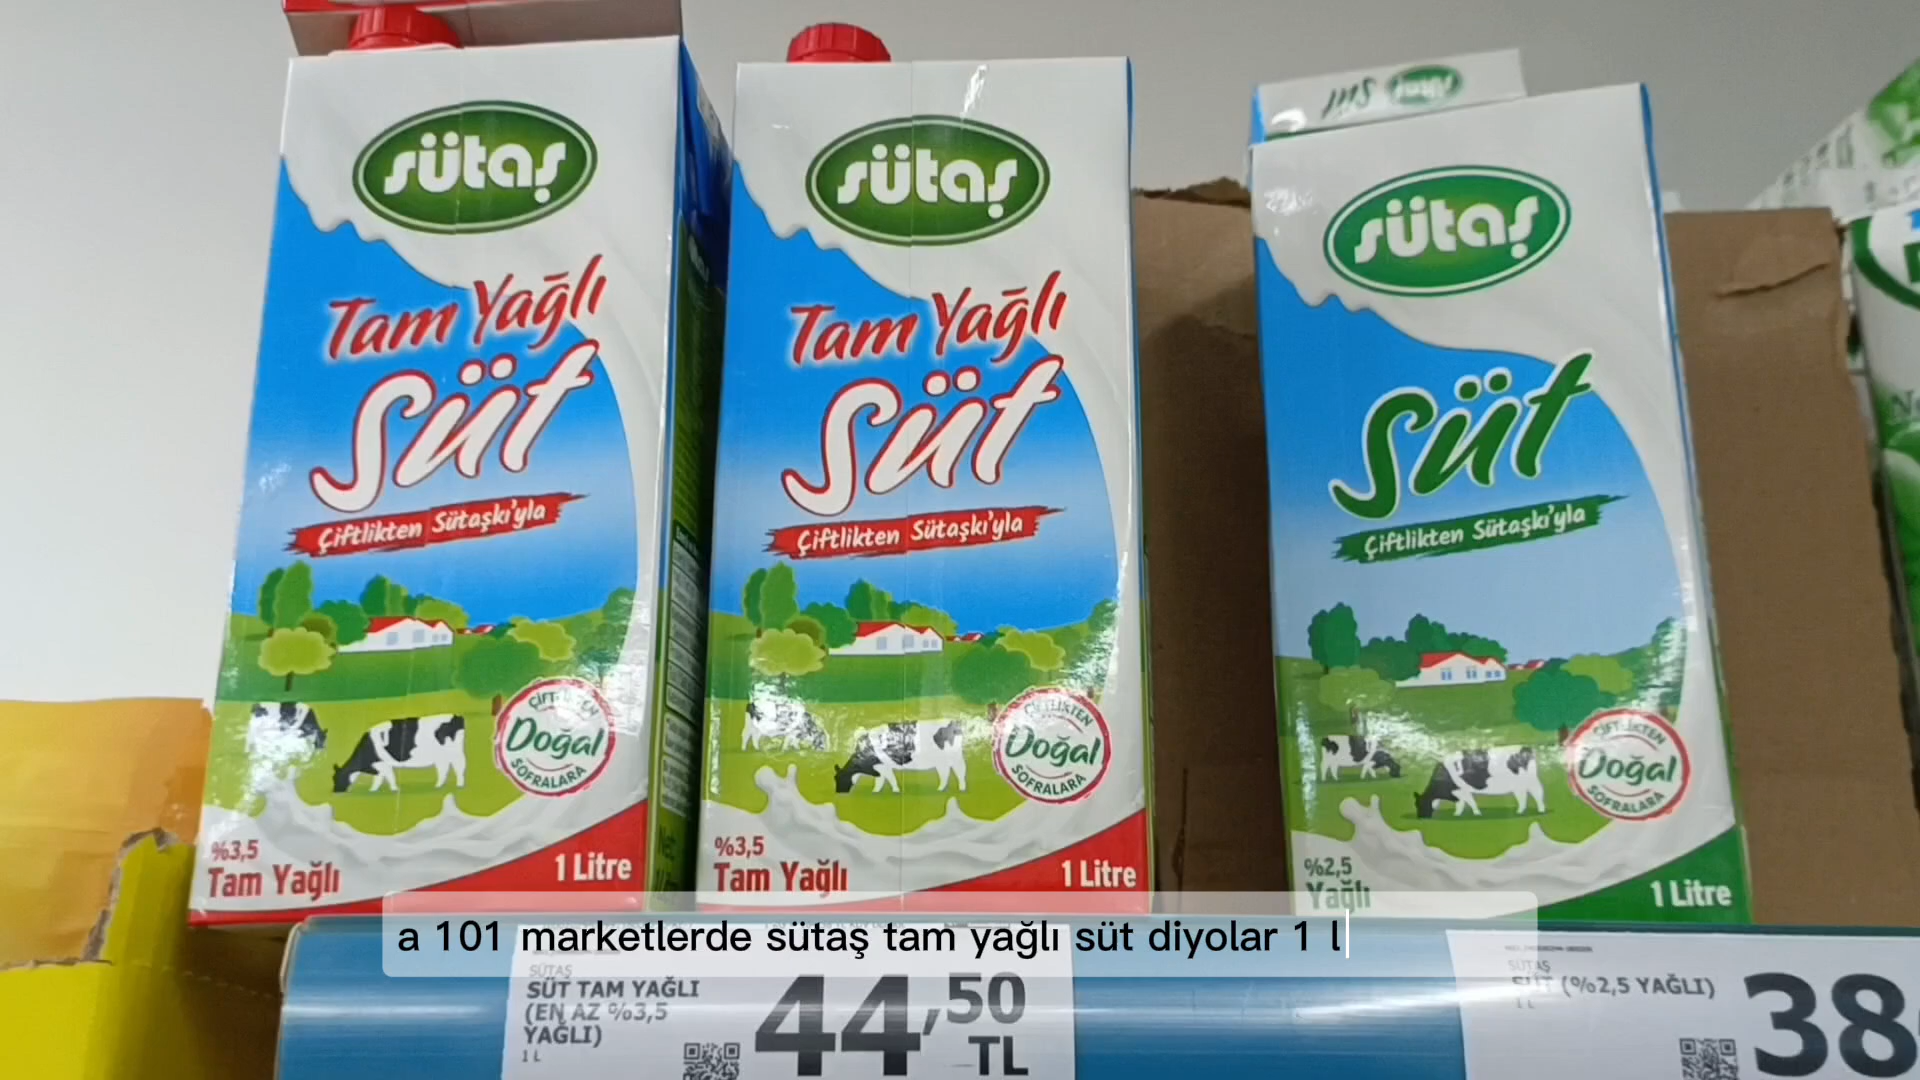 sütaş
Tam Yağlı
Süt
Çiftlikten Sütaşkı'yla
ÇİFTLİKTEN
Doğal
SOFRALARA
%3,5
Tam Yağlı
1 Litre
sütaş
Tam Yağlı
Süt
Çiftlikten Sütaşkı'yla
ÇİFTLİKTEN
Doğal
SOFRALARA
%3,5
Tam Yağlı
1 Litre
süt sütaş
sütaş
Süt
Çiftlikten Sütaşkı'yla
ÇİFTLİKTEN
Doğal
SOFRALARA
%2,5
Yağlı
1 Litre
a 101 marketlerde sütaş tam yağlı süt diyolar 1 l
SÜTAŞ
SÜT TAM YAĞLI
(EN AZ %3,5
YAĞLI)
1 L
44,50
TL
SÜTAŞ
SÜT (%2,5 YAĞLI)
1 L
38